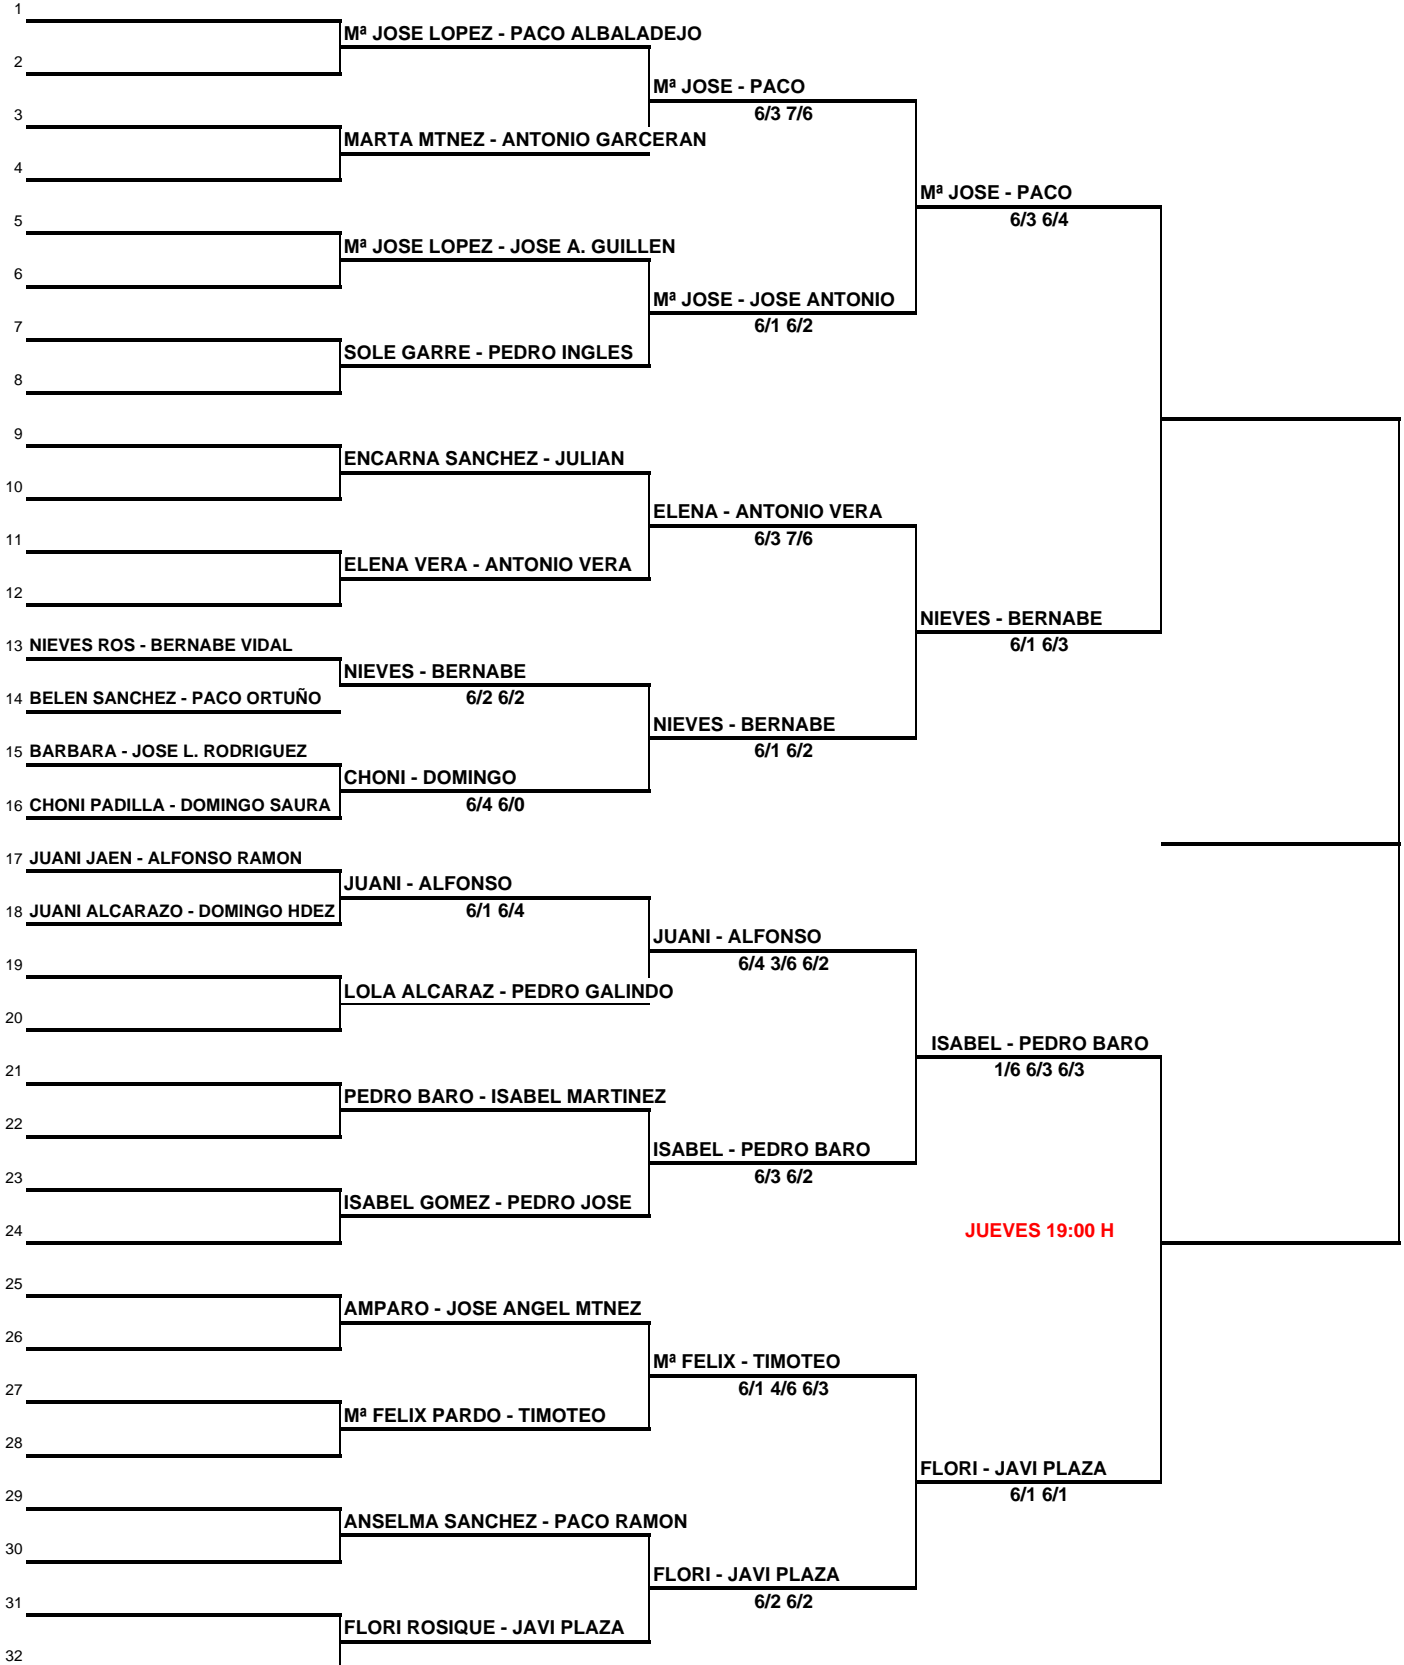 1
Mª JOSE LOPEZ - PACO ALBALADEJO
2
Mª JOSE - PACO
3
6/3 7/6
MARTA MTNEZ - ANTONIO GARCERAN
4
Mª JOSE - PACO
5
6/3 6/4
Mª JOSE LOPEZ - JOSE A. GUILLEN
6
Mª JOSE - JOSE ANTONIO
7
6/1 6/2
SOLE GARRE - PEDRO INGLES
8
9
ENCARNA SANCHEZ - JULIAN
10
ELENA - ANTONIO VERA
11
6/3 7/6
ELENA VERA - ANTONIO VERA
12
NIEVES - BERNABE
13 NIEVES ROS - BERNABE VIDAL
6/1 6/3
NIEVES - BERNABE
14 BELEN SANCHEZ - PACO ORTUÑO
6/2 6/2
NIEVES - BERNABE
15 BARBARA - JOSE L. RODRIGUEZ
6/1 6/2
CHONI - DOMINGO
16 CHONI PADILLA - DOMINGO SAURA
6/4 6/0
17 JUANI JAEN - ALFONSO RAMON
JUANI - ALFONSO
18 JUANI ALCARAZO - DOMINGO HDEZ
6/1 6/4
JUANI - ALFONSO
19
6/4 3/6 6/2
LOLA ALCARAZ - PEDRO GALINDO
20
ISABEL - PEDRO BARO
21
1/6 6/3 6/3
PEDRO BARO - ISABEL MARTINEZ
22
ISABEL - PEDRO BARO
23
6/3 6/2
ISABEL GOMEZ - PEDRO JOSE
24
JUEVES 19:00 H
25
AMPARO - JOSE ANGEL MTNEZ
26
Mª FELIX - TIMOTEO
27
6/1 4/6 6/3
Mª FELIX PARDO - TIMOTEO
28
FLORI - JAVI PLAZA
29
6/1 6/1
ANSELMA SANCHEZ - PACO RAMON
30
FLORI - JAVI PLAZA
31
6/2 6/2
FLORI ROSIQUE - JAVI PLAZA
32